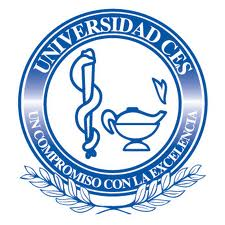 UNIVERSIDAD CES
UN COMPROMISO CON LA EXCELENCIA